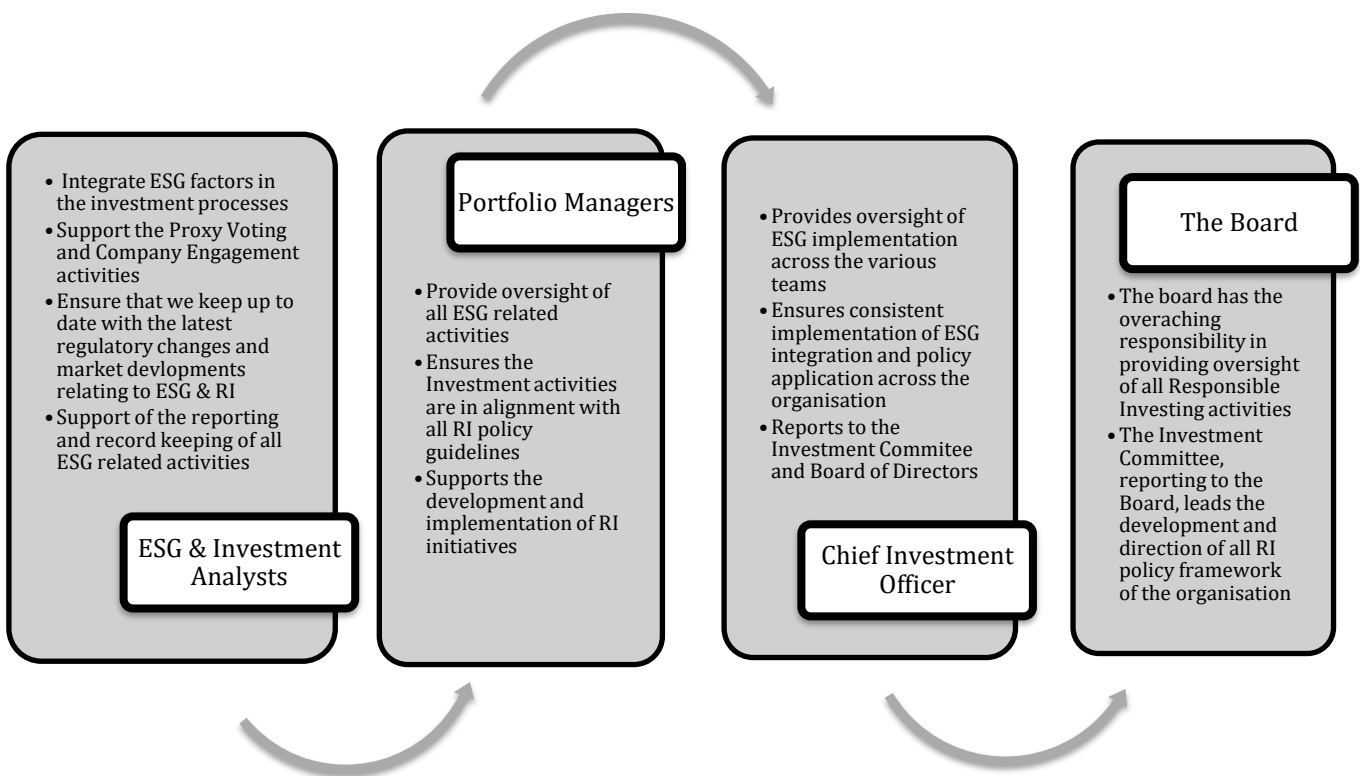 • Integrate ESG factors in
the investment processes
• Support the Proxy Voting
and Company Engagement
activities
• Ensure that we keep up to
date with the latest
regulatory changes and
market devlopments
relating to ESG & RI
• Support of the reporting
and record keeping of all
ESG related activities
ESG & Investment
Analysts
Portfolio Managers
• Provide oversight of
all ESG related
activities
• Ensures the
Investment activities
are in alignment with
all RI policy
guidelines
• Supports the
development and
implementation of RI
initiatives
• Provides oversight of
ESG implementation
across the various
teams
• Ensures consistent
implementation of ESG
integration and policy
application across the
organisation
• Reports to the
Investment Commitee
and Board of Directors
Chief Investment
Officer
The Board
• The board has the
overaching
responsibility in
providing oversight
of all Responsible
Investing activities
• The Investment
Committee,
reporting to the
Board, leads the
development and
direction of all RI
policy framework
of the organisation